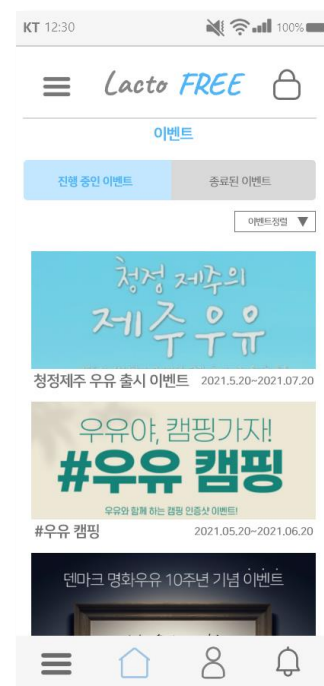 KT 12:30 100%
Lacto FREE
이벤트
진행 중인 이벤트 종료된 이벤트
이벤트정렬 ▼
청정 제주의
제주우유
청정제주 우유 출시 이벤트 2021.5.20~2021.07.20
우유야, 캠핑가자!
#우유 캠핑
우유와 함께 하는 캠핑 인증샷 이벤트!
#우유 캠핑 2021.05.20~2021.06.20
덴마크 명화우유 10주년 기념 이벤트